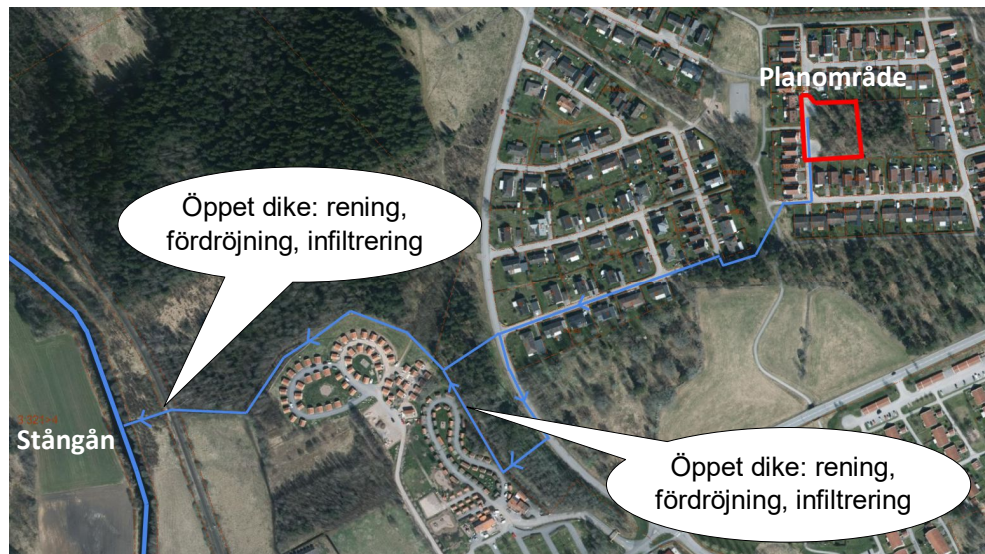 Planområde
Öppet dike: rening,
fördröjning, infiltrering
Stångån
Öppet dike: rening,
fördröjning, infiltrering